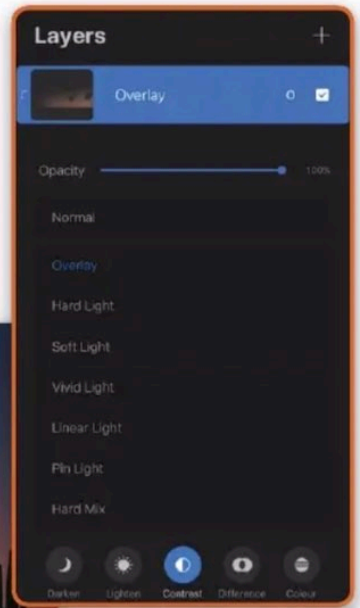 Layers +
Overlay O
Opacity 100%
Normal
Overlay
Hard Light
Soft Light
Vivid Light
Linear Light
Pin Light
Hard Mix
Darken Lighten Contrast Difference Colour